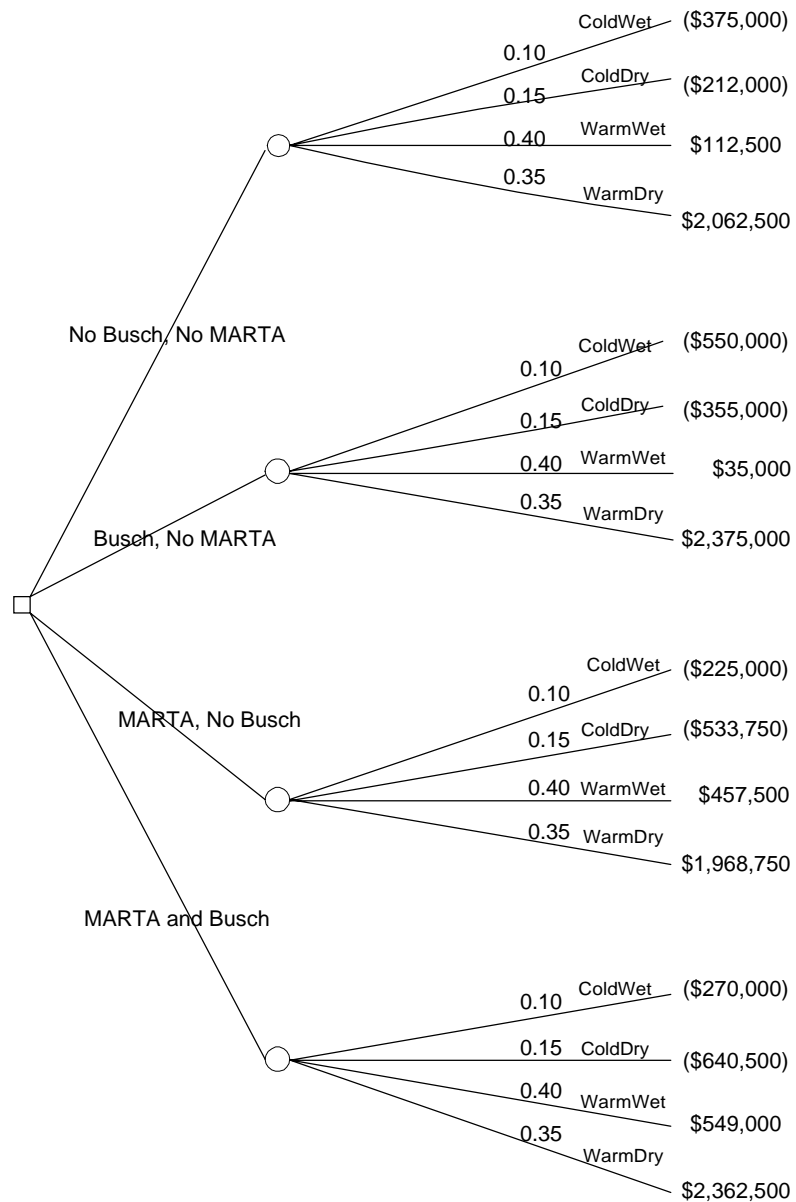 ColdWet ($375,000)
0.10
ColdDry ($212,000)
0.15
WarmWet $112,500
0.40
0.35
WarmDry
$2,062,500
No Busch, No MARTA
ColdWet ($550,000)
0.10
ColdDry ($355,000)
0.15
0.40 WarmWet $35,000
0.35
WarmDry
$2,375,000
Busch, No MARTA
ColdWet ($225,000)
0.10
MARTA, No Busch
ColdDry ($533,750)
0.15
0.40 WarmWet $457,500
0.35 WarmDry
$1,968,750
MARTA and Busch
ColdWet ($270,000)
0.10
0.15 ColdDry ($640,500)
0.40
WarmWet $549,000
0.35
WarmDry
$2,362,500